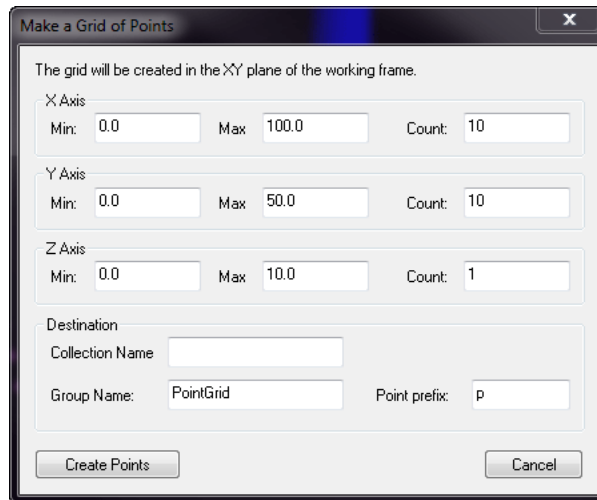 Make a Grid of Points
x
The grid will be created in the XY plane of the working frame.
X Axis
Min: 0.0 Max 100.0 Count: 10
Y Axis
Min: 0.0 Max 50.0 Count: 10
Z Axis
Min: 0.0 Max 10.0 Count: 1
Destination
Collection Name
Group Name: PointGrid Point prefix: p
Create Points Cancel